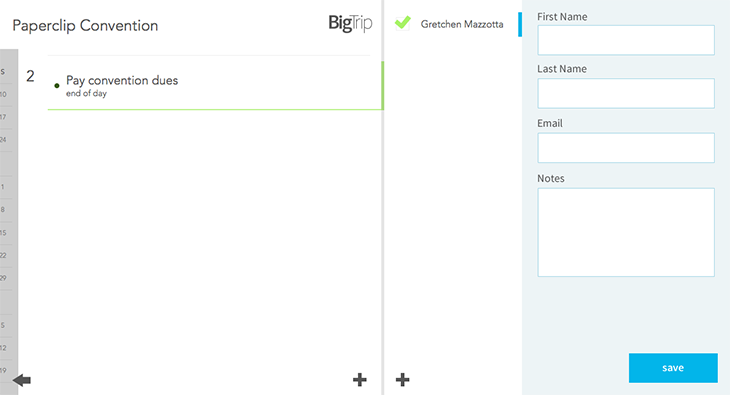 Paperclip Convention
BigTrip
S
10
17
24
1
8
15
22
29
5
12
19
2
Pay convention dues
end of day
Gretchen Mazzotta
First Name
Last Name
Email
Notes
save